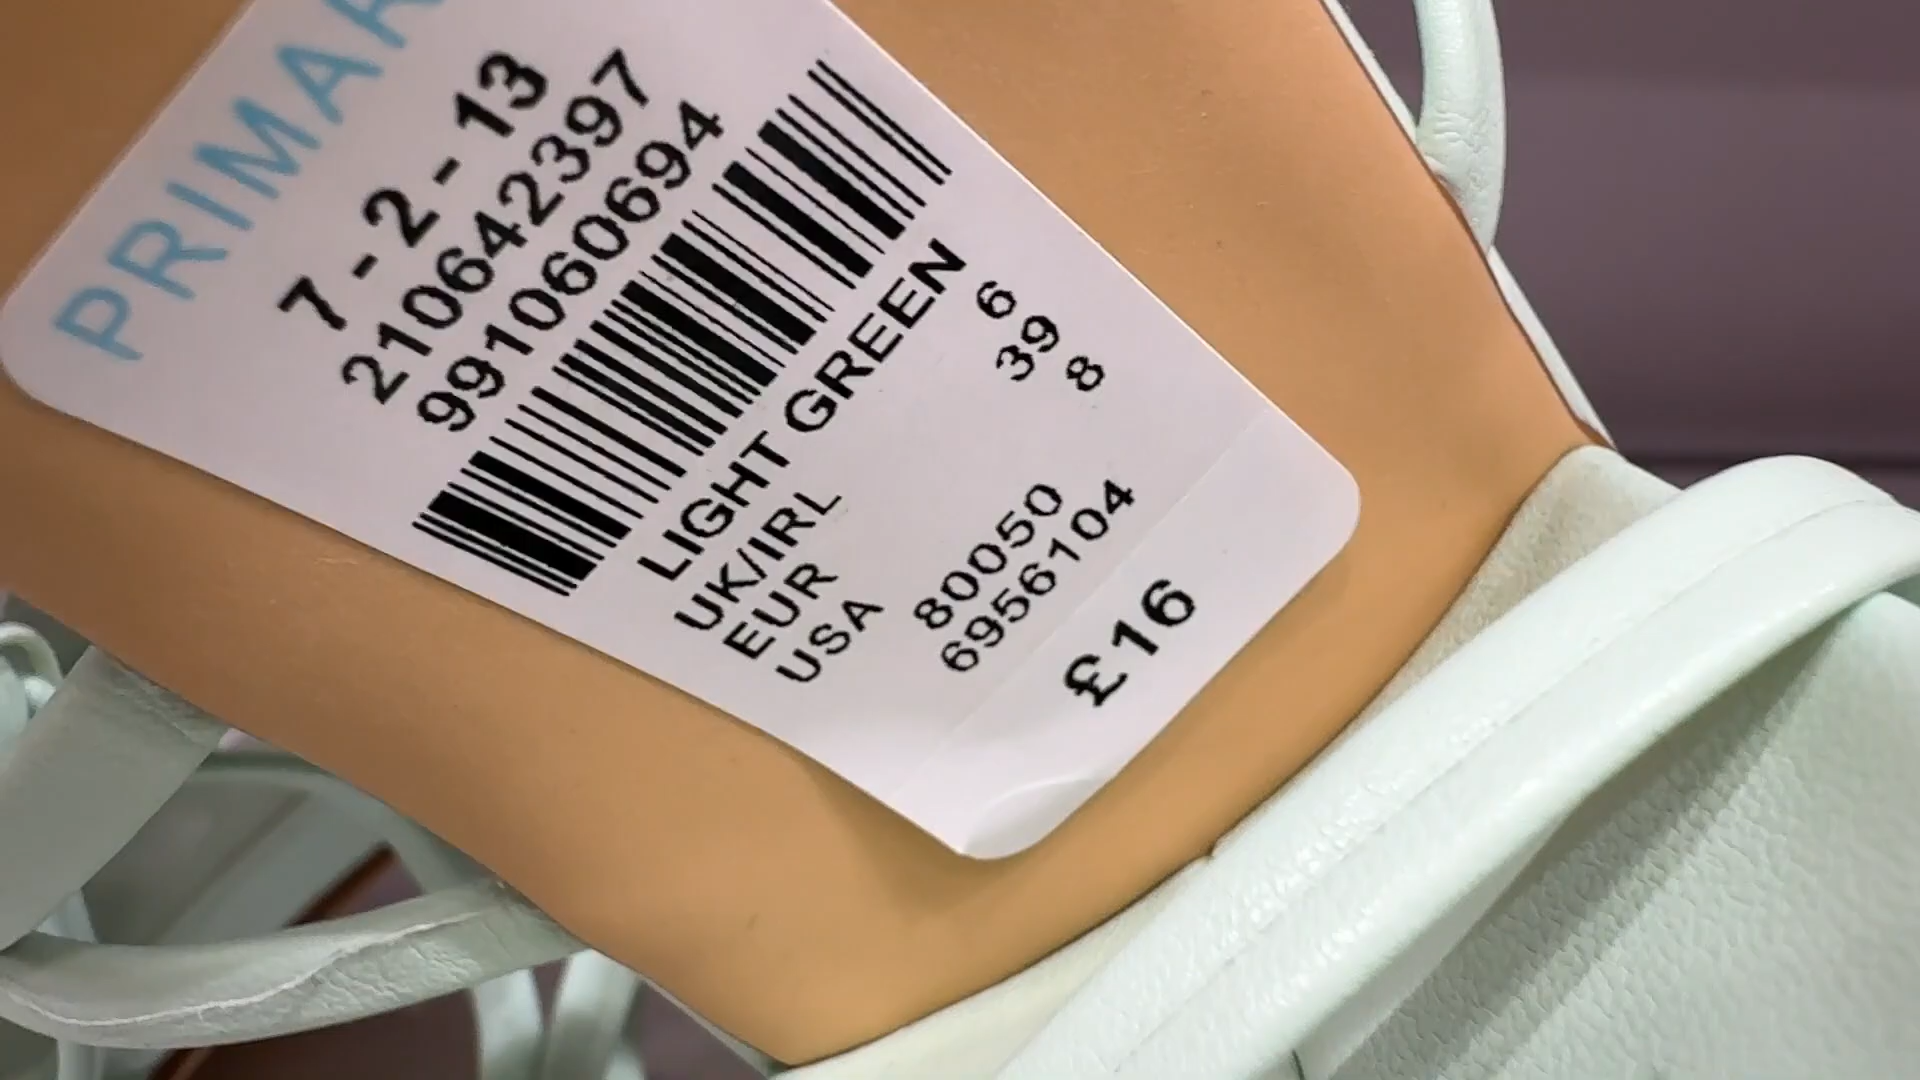 PRIMAR
7-2-13
210642397
991060694
LIGHT GREEN
UK/IRL 6
EUR 39
USA 8
80050
6956104
£16